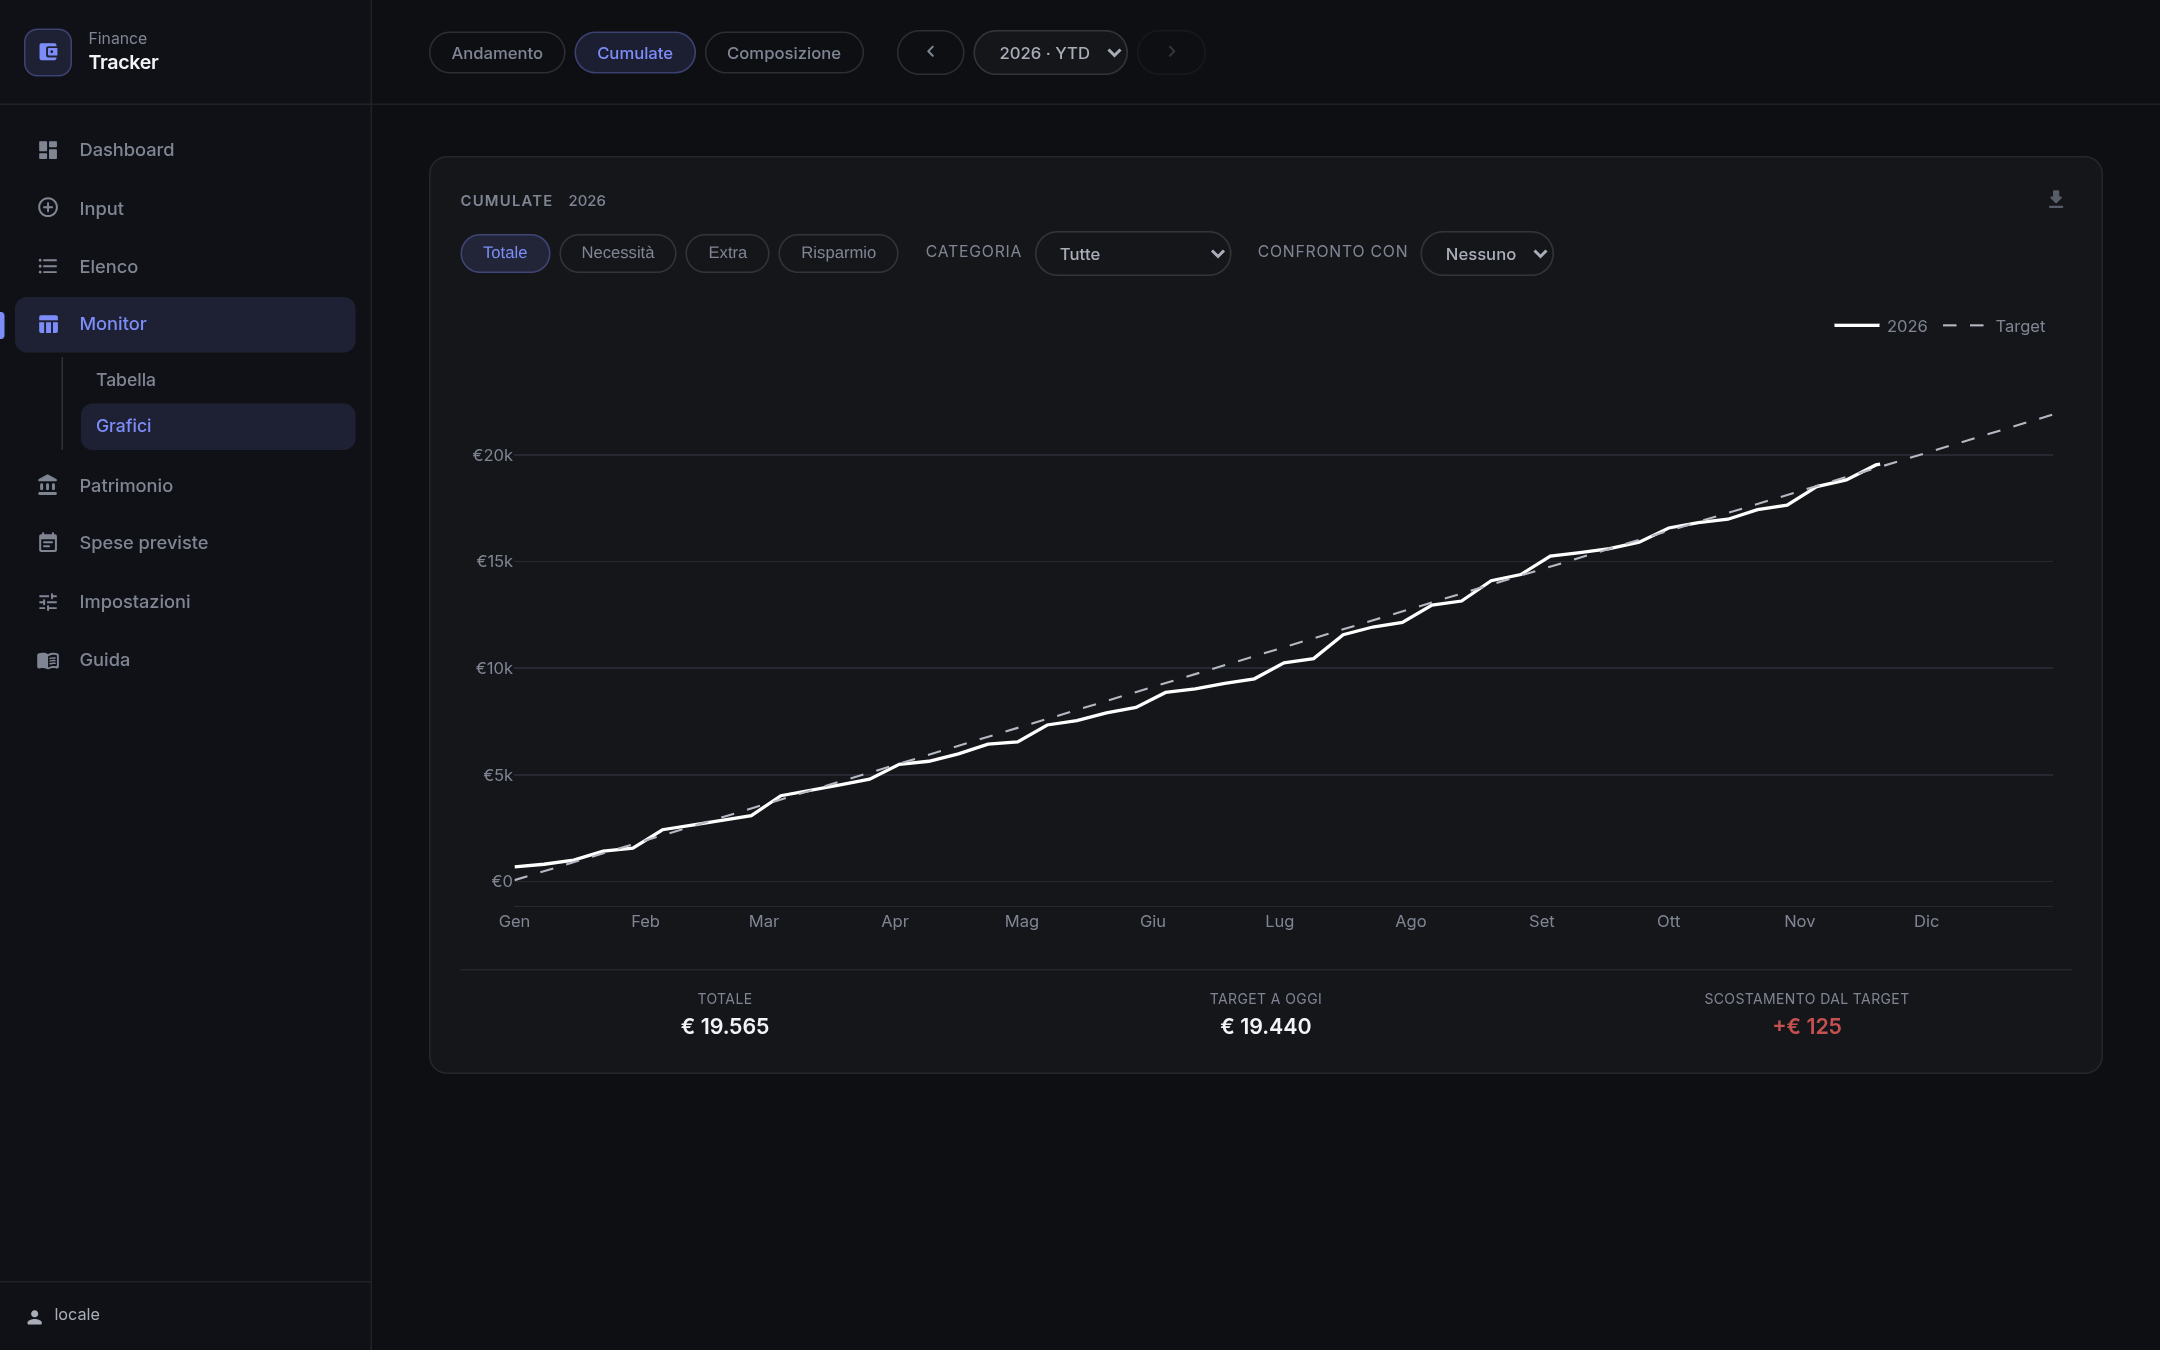 Finance
Tracker
Dashboard
Input
Elenco
Monitor
Tabella
Grafici
Patrimonio
Spese previste
Impostazioni
Guida
locale
Andamento
Cumulate
Composizione
2026 · YTD
CUMULATE 2026
Totale
Necessità
Extra
Risparmio
CATEGORIA
Tutte
CONFRONTO CON
Nessuno
2026
Target
€20k
€15k
€10k
€5k
€0
Gen Feb Mar Apr Mag Giu Lug Ago Set Ott Nov Dic
TOTALE
€ 19.565
TARGET A OGGI
€ 19.440
SCOSTAMENTO DAL TARGET
+€ 125